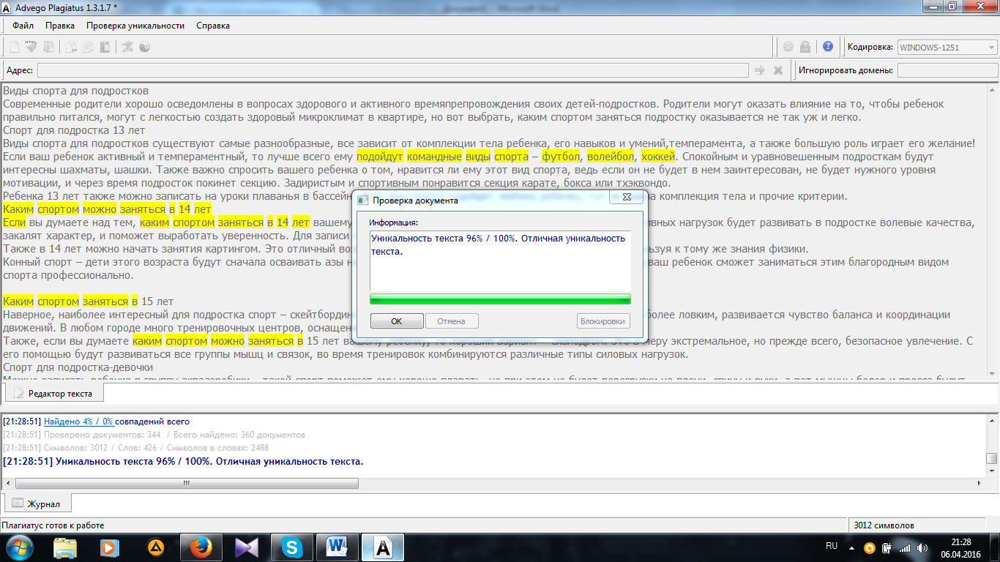 Advego Plagiatus 1.3.1.7 *
Файл Правка Проверка уникальности Справка
HTML
Кодировка: WINDOWS-1251
Адрес: Игнорировать домены:
Виды спорта для подростков
Современные родители хорошо осведомлены в вопросах здорового и активного времяпрепровождения своих детей-подростков. Родители могут оказать влияние на то, чтобы ребенок
правильно питался, могут с легкостью создать здоровый микроклимат в квартире, но вот выбрать, каким спортом заняться подростку оказывается не так уж и легко.
Спорт для подростка 13 лет
Виды спорта для подростков существуют самые разнообразные, все зависит от комплекции тела ребенка, его навыков и умений,темперамента, а также большую роль играет его желание!
Если ваш ребенок активный и темпераментный, то лучше всего ему подойдут командные виды спорта – футбол, волейбол, хоккей. Спокойным и уравновешенным подросткам будут
интересны шахматы, шашки. Также важно спросить вашего ребенка о том, нравится ли ему этот вид спорта, ведь если он не будет в нем заинтересован, не будет нужного уровня
мотивации, и через время подросток покинет секцию. Задиристым и спортивным понравится секция карате, бокса или тхэквондо.
Ребенка 13 лет также можно записать на уроки плаванья в бассейн комплекция тела и прочие критерии.
Каким спортом можно заняться в 14 лет
Если вы думаете над тем, каким спортом заняться в 14 лет вашему нагрузок будет развивать в подростке волевые качества,
закалят характер, и поможет выработать уверенность. Для записи
Также в 14 лет можно начать занятия картингом. Это отличный к тому же знания физики.
Конный спорт – дети этого возраста будут сначала осваивать азы ваш ребенок сможет заниматься этим благородным видом
спорта профессионально.
Каким спортом заняться в 15 лет
Наверное, наиболее интересный для подростка спорт – ловким, развивается чувство баланса и координации
движений. В любом городе много тренировочных центров,
Также, если вы думаете каким спортом можно заняться в 15 лет вашему меру экстремальное, но прежде всего, безопасное увлечение. С
его помощью будут развиваться все группы мышц и связок, во время тренировок комбинируются различные типы силовых нагрузок.
Спорт для подростка-девочки
Проверка документа
Информация:
Уникальность текста 96% / 100%. Отличная уникальность
текста.
OK Отмена Блокировки
Редактор текста
[21:28:51] Найдено 4% / 0% совпадений всего
[21:28:51] Проверено документов: 344 / Всего найдено: 360 документов
[21:28:51] Символов: 3012 / Слов: 426 / Символов в словах: 2488
[21:28:51] Уникальность текста 96% / 100%. Отличная уникальность текста.
Журнал
Плагиатус готов к работе 3012 символов
RU 21:28
06.04.2016